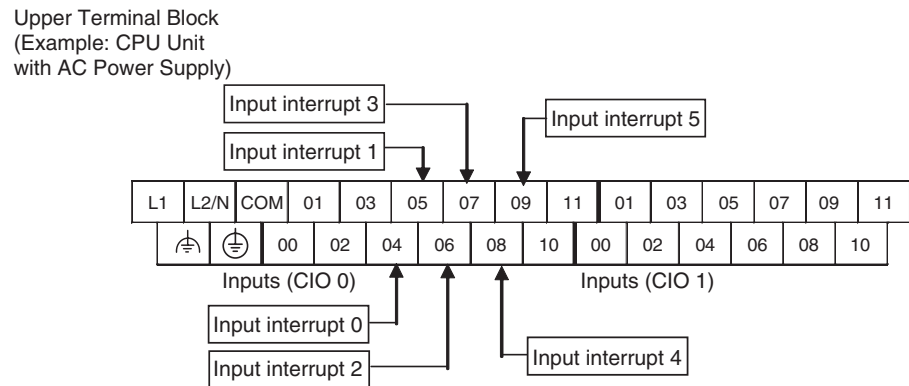 Upper Terminal Block
(Example: CPU Unit
with AC Power Supply)
Input interrupt 3
Input interrupt 5
Input interrupt 1
L1 L2/N COM 01 03 05 07 09 11 01 03 05 07 09 11
00 02 04 06 08 10 00 02 04 06 08 10
Inputs (CIO 0) Inputs (CIO 1)
Input interrupt 0
Input interrupt 2
Input interrupt 4